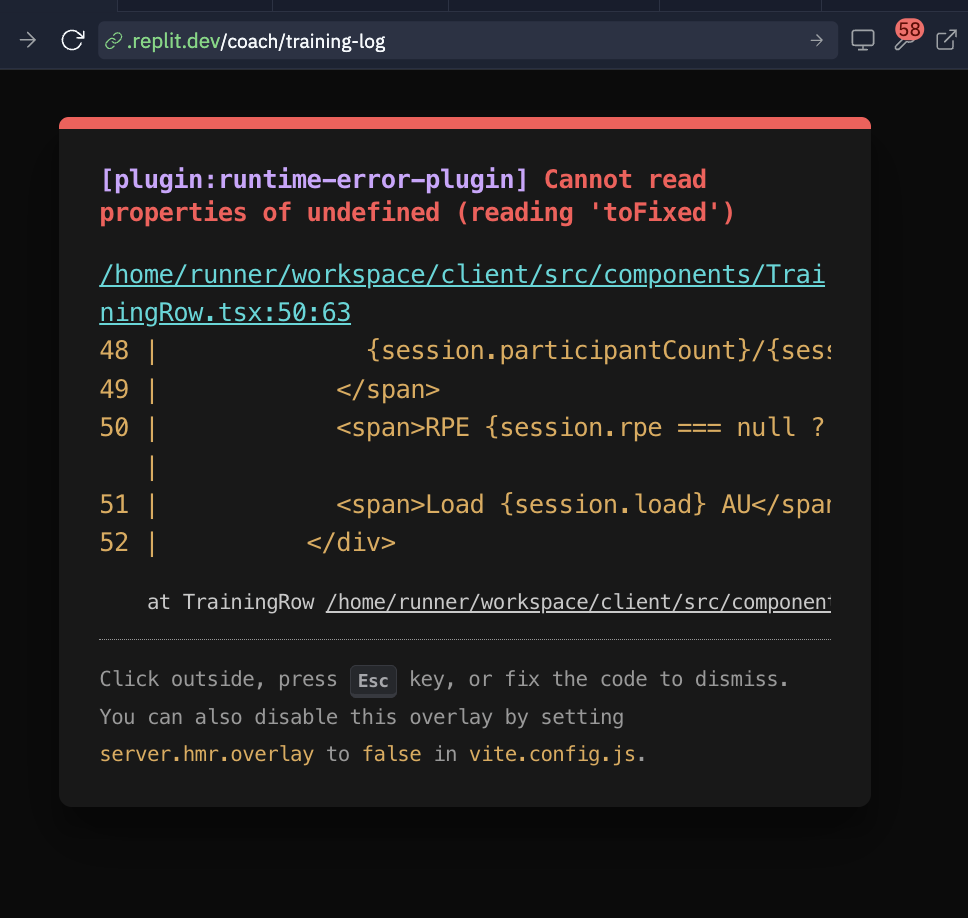 .replit.dev/coach/training-log
58
[plugin:runtime-error-plugin] Cannot read
properties of undefined (reading 'toFixed')
/home/runner/workspace/client/src/components/Trai
ningRow.tsx:50:63
48 | {session.participantCount}/{sess
49 | </span>
50 | <span>RPE {session.rpe === null ?
|
51 | <span>Load {session.load} AU</span
52 | </div>
at TrainingRow /home/runner/workspace/client/src/component
Click outside, press Esc key, or fix the code to dismiss.
You can also disable this overlay by setting
server.hmr.overlay to false in vite.config.js.